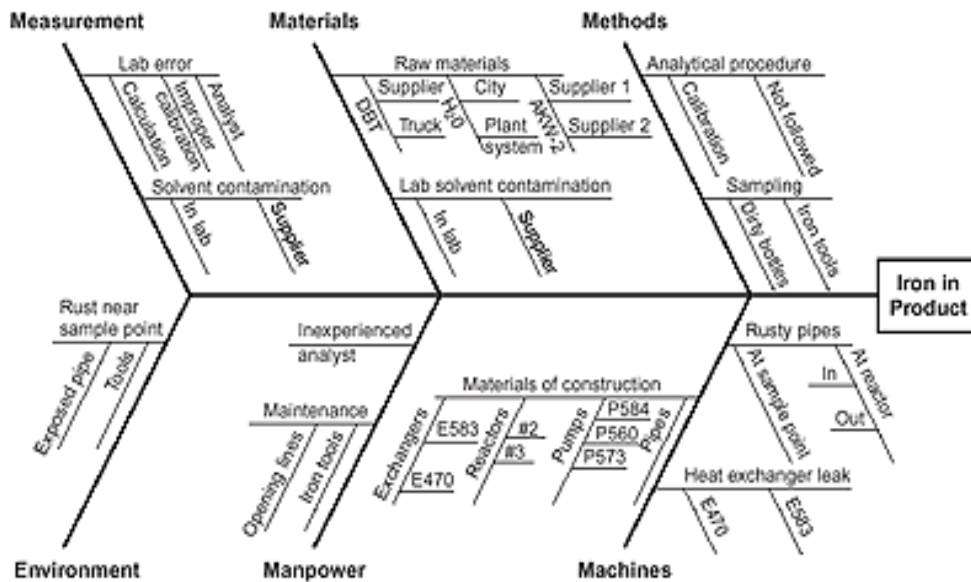 Measurement
Materials
Methods
Lab error
Calculation
Improper
calibration
Analyst
Solvent contamination
In lab
Supplier
Raw materials
DBT
Supplier
Truck
H20
City
Plant
system
AKW-2
Supplier 1
Supplier 2
Lab solvent contamination
In lab
Supplier
Analytical procedure
Calibration
Not followed
Sampling
Dirty bottles
Iron tools
Iron in
Product
Rust near
sample point
Exposed pipe
Tools
Inexperienced
analyst
Maintenance
Opening lines
Iron tools
Materials of construction
Exchangers
E583
E470
Reactors
#2
#3
Pumps
P584
P560
P573
Pipes
Rusty pipes
At sample point
At reactor
In
Out
Heat exchanger leak
E470
E583
Environment
Manpower
Machines